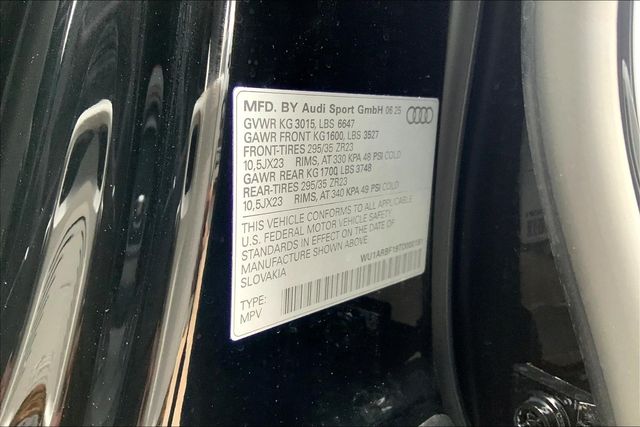 MFD. BY Audi Sport GmbH 06 25
GVWR KG 3015, LBS 6647
GAWR FRONT KG1600, LBS 3527
FRONT-TIRES 295/35 ZR23
10,5JX23 RIMS, AT 330 KPA 48 PSI COLD
GAWR REAR KG 1700 LBS 3748
REAR-TIRES 295/35 ZR23
10,5JX23 RIMS, AT 340 KPA 49 PSI COLD
THIS VEHICLE CONFORMS TO ALL APPLICABLE
U.S. FEDERAL MOTOR VEHICLE SAFETY
STANDARDS IN EFFECT ON THE DATE OF
MANUFACTURE SHOWN ABOVE.
SLOVAKIA
TYPE:
MPV